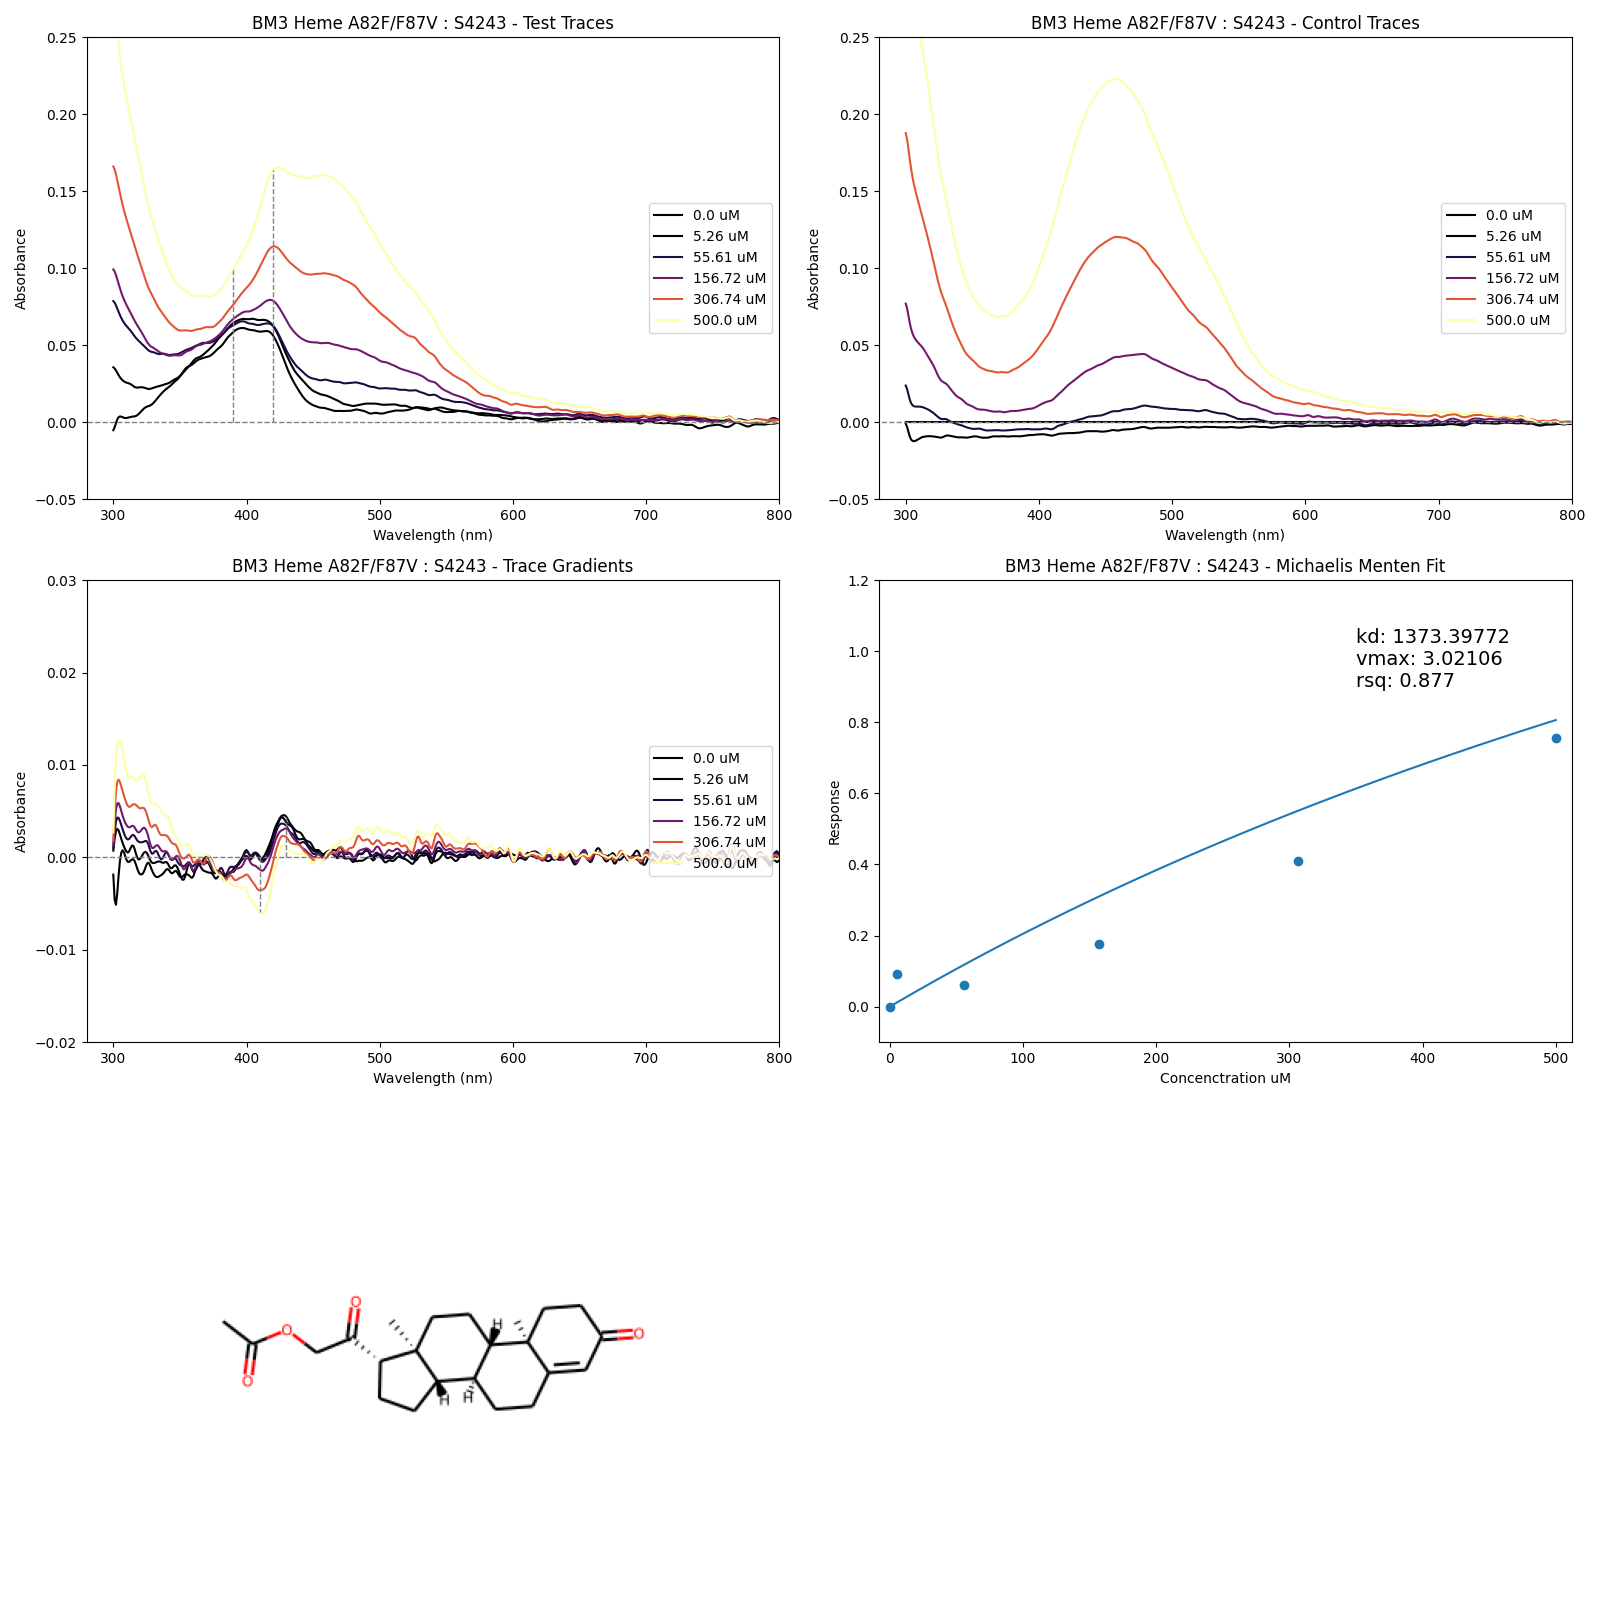 BM3 Heme A82F/F87V : S4243 - Test Traces
0.25
0.20
0.15
0.10
0.05
0.00
−0.05
Absorbance
300 400 500 600 700 800
Wavelength (nm)
0.0 uM
5.26 uM
55.61 uM
156.72 uM
306.74 uM
500.0 uM
BM3 Heme A82F/F87V : S4243 - Control Traces
0.25
0.20
0.15
0.10
0.05
0.00
−0.05
Absorbance
300 400 500 600 700 800
Wavelength (nm)
0.0 uM
5.26 uM
55.61 uM
156.72 uM
306.74 uM
500.0 uM
BM3 Heme A82F/F87V : S4243 - Trace Gradients
0.03
0.02
0.01
0.00
−0.01
−0.02
Absorbance
300 400 500 600 700 800
Wavelength (nm)
0.0 uM
5.26 uM
55.61 uM
156.72 uM
306.74 uM
500.0 uM
BM3 Heme A82F/F87V : S4243 - Michaelis Menten Fit
1.2
1.0
0.8
0.6
0.4
0.2
0.0
Response
kd: 1373.39772
vmax: 3.02106
rsq: 0.877
0 100 200 300 400 500
Concenctration uM
O
O
O
H
H
H
O